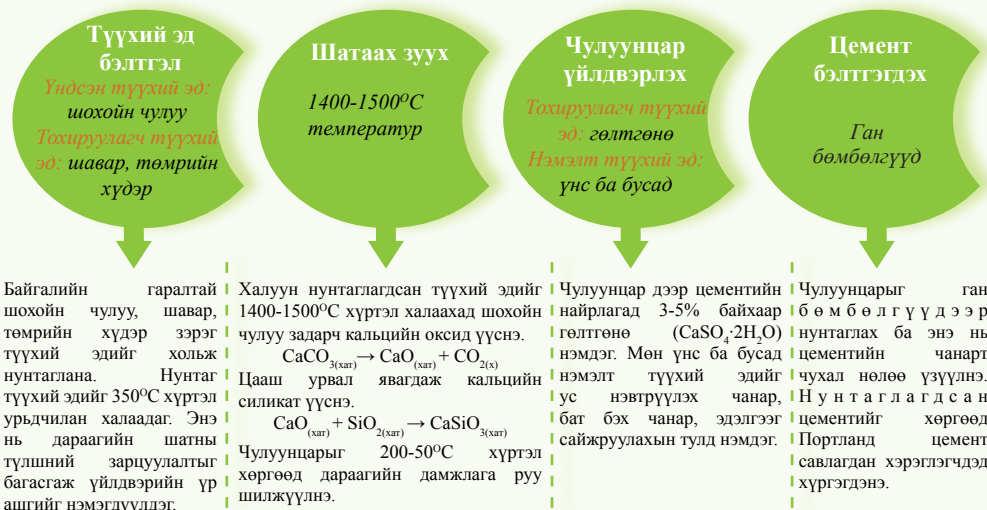 Түүхий эд
бэлтгэл
Үндсэн түүхий эд:
шохойн чулуу
Тохируулагч түүхий
эд: шавар, төмрийн
хүдэр
Шатаах зуух
1400-1500⁰C
температур
Чулуунцар
үйлдвэрлэх
Тохируулагч түүхий
эд: гөлтгөнө
Нэмэлт түүхий эд:
үнс ба бусад
Цемент
бэлтгэгдэх
Ган
бөмбөлгүүд
Байгалийн гаралтай
шохойн чулуу, шавар,
төмрийн хүдэр зэрэг
түүхий эдийг хольж
нунтаглана. Нунтаг
түүхий эдийг 350⁰C хүртэл
урьдчилан халаадаг. Энэ
нь дараагийн шатны
түлшний зарцуулалтыг
багасгаж үйлдвэрийн үр
ашгийг нэмэгдүүлдэг.
Халуун нунтаглагдсан түүхий эдийг
1400-1500⁰C хүртэл халаахад шохойн
чулуу задарч кальцийн оксид үүснэ.
CaCO₃(хат) → CaO(хат) + CO₂(х)
Цааш урвал явагдаж кальцийн
силикат үүснэ.
CaO(хат) + SiO₂(хат) → CaSiO₃(хат)
Чулуунцарыг 200-50⁰C хүртэл
хөргөөд дараагийн дамжлага руу
шилжүүлнэ.
Чулуунцар дээр цементийн
найрлагад 3-5% байхаар
гөлтгөнө (CaSO₄·2H₂O)
нэмдэг. Мөн үнс ба бусад
нэмэлт түүхий эдийг
ус нэвтрүүлэх чанар,
бат бэх чанар, эдэлгээг
сайжруулахын тулд нэмдэг.
Чулуунцарыг ган
бөмбөлгүүдээр
нунтаглах ба энэ нь
цементийн чанарт
чухал нөлөө үзүүлнэ.
Нунтаглагдсан
цементийг хөргөөд
Портланд цемент
савлагдан хэрэглэгчдэд
хүргэгдэнэ.